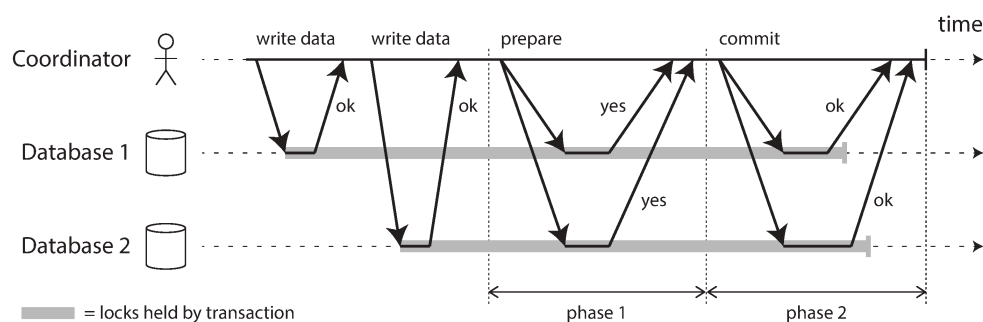 time
write data
write data
prepare
commit
Coordinator
ok
ok
yes
ok
Database 1
yes
ok
Database 2
= locks held by transaction
phase 1
phase 2